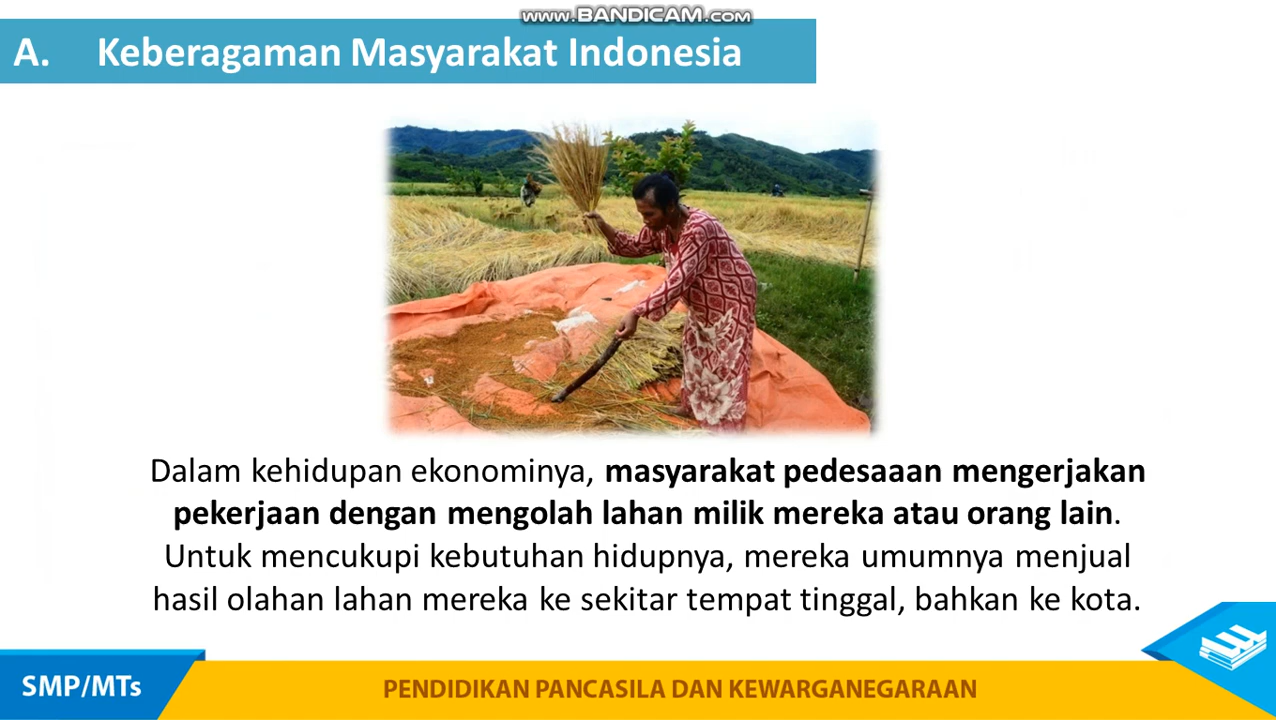 www.BANDICAM.com
A. Keberagaman Masyarakat Indonesia
Dalam kehidupan ekonominya, masyarakat pedesaaan mengerjakan
pekerjaan dengan mengolah lahan milik mereka atau orang lain.
Untuk mencukupi kebutuhan hidupnya, mereka umumnya menjual
hasil olahan lahan mereka ke sekitar tempat tinggal, bahkan ke kota.
SMP/MTs
PENDIDIKAN PANCASILA DAN KEWARGANEGARAAN